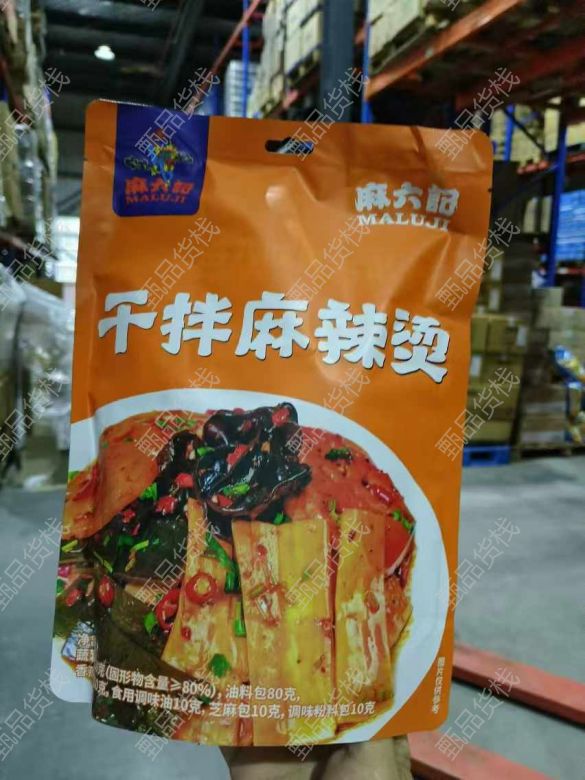 麻六記
MALUJI
麻六記
MALUJI
干拌麻辣烫
(固形物含量≥80%), 油料包80克,
食用调味油10克, 芝麻包10克, 调味粉料包10克
图片仅供参考
甄品货栈